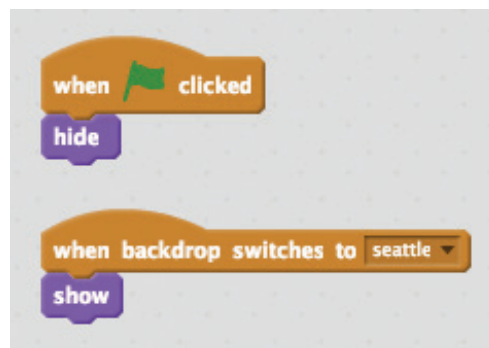 when clicked
hide
when backdrop switches to seattle
show